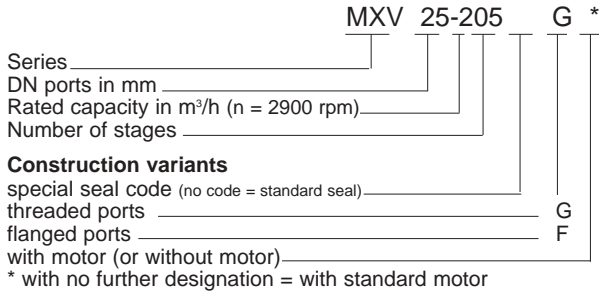 MXV 25-205 G *
Series
DN ports in mm
Rated capacity in m³/h (n = 2900 rpm)
Number of stages
Construction variants
special seal code (no code = standard seal)
threaded ports G
flanged ports F
with motor (or without motor)
* with no further designation = with standard motor